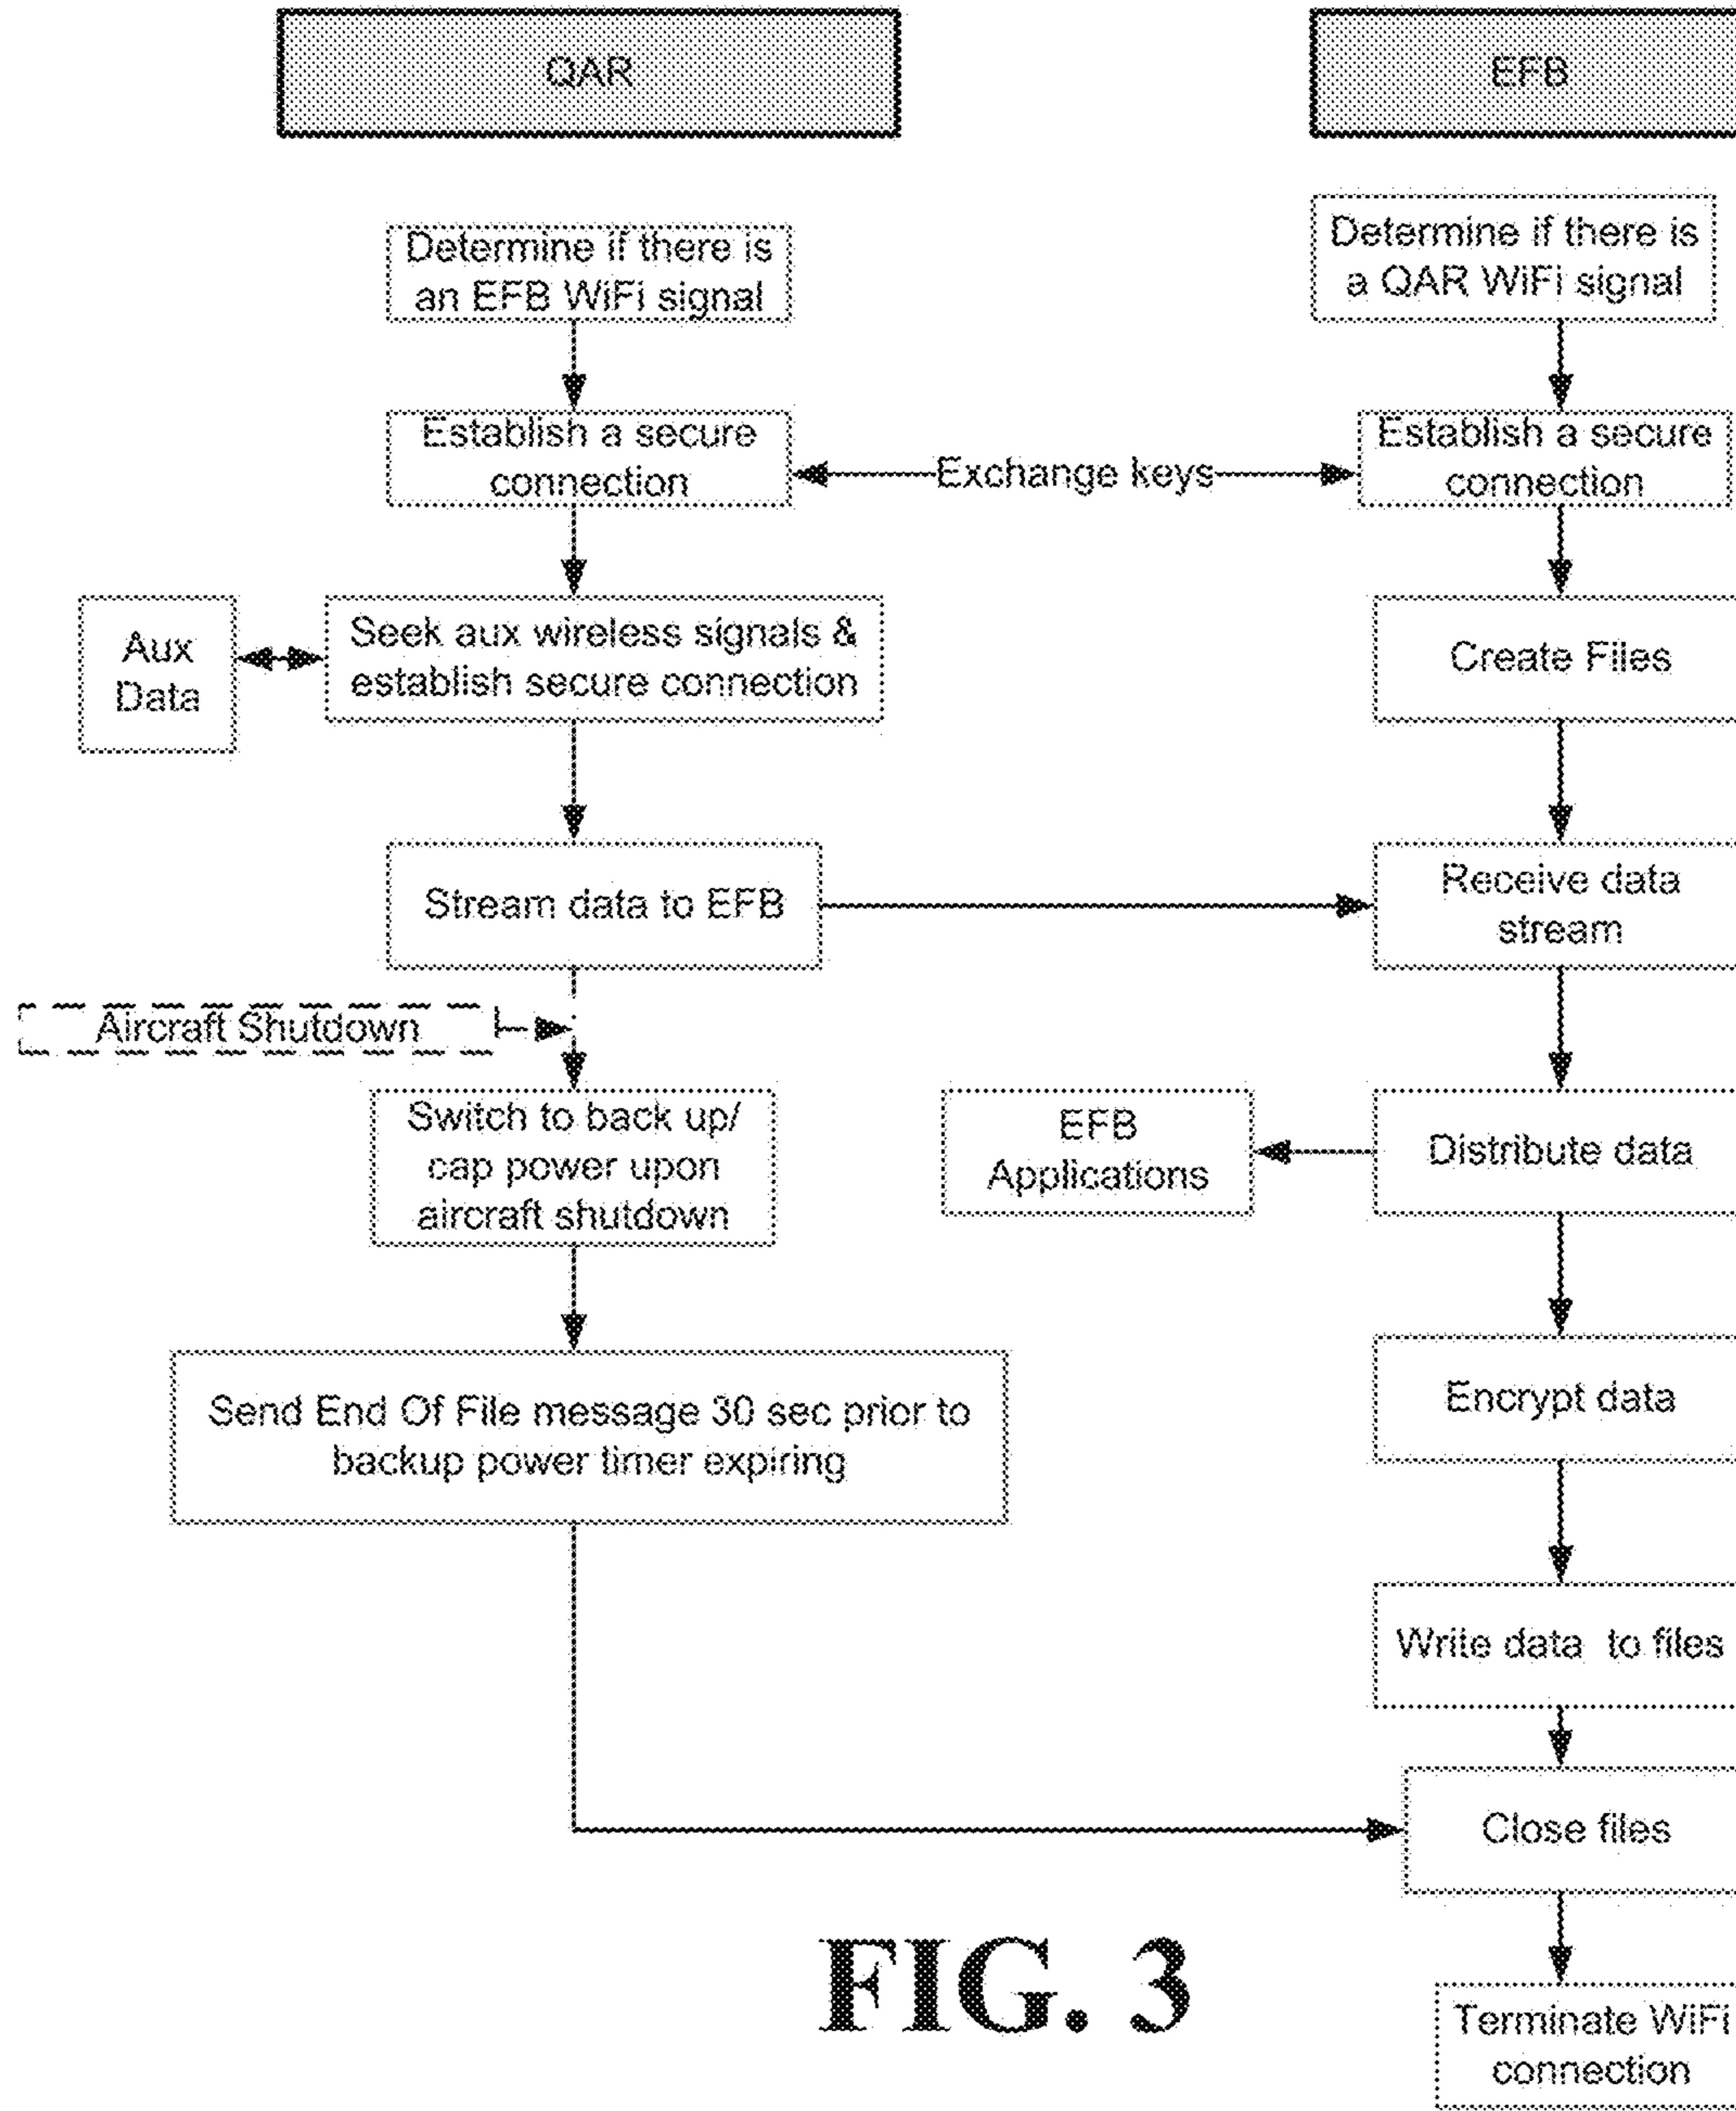 QAR
EFB
Determine if there is
an EFB WiFi signal
Determine if there is
a QAR WiFi signal
Establish a secure
connection
Exchange keys
Establish a secure
connection
Aux
Data
Seek aux wireless signals &
establish secure connection
Create Files
Stream data to EFB
Receive data
stream
Aircraft Shutdown
Switch to back up/
cap power upon
aircraft shutdown
EFB
Applications
Distribute data
Send End Of File message 30 sec prior to
backup power timer expiring
Encrypt data
Write data to files
Close files
FIG. 3
Terminate WiFi
connection